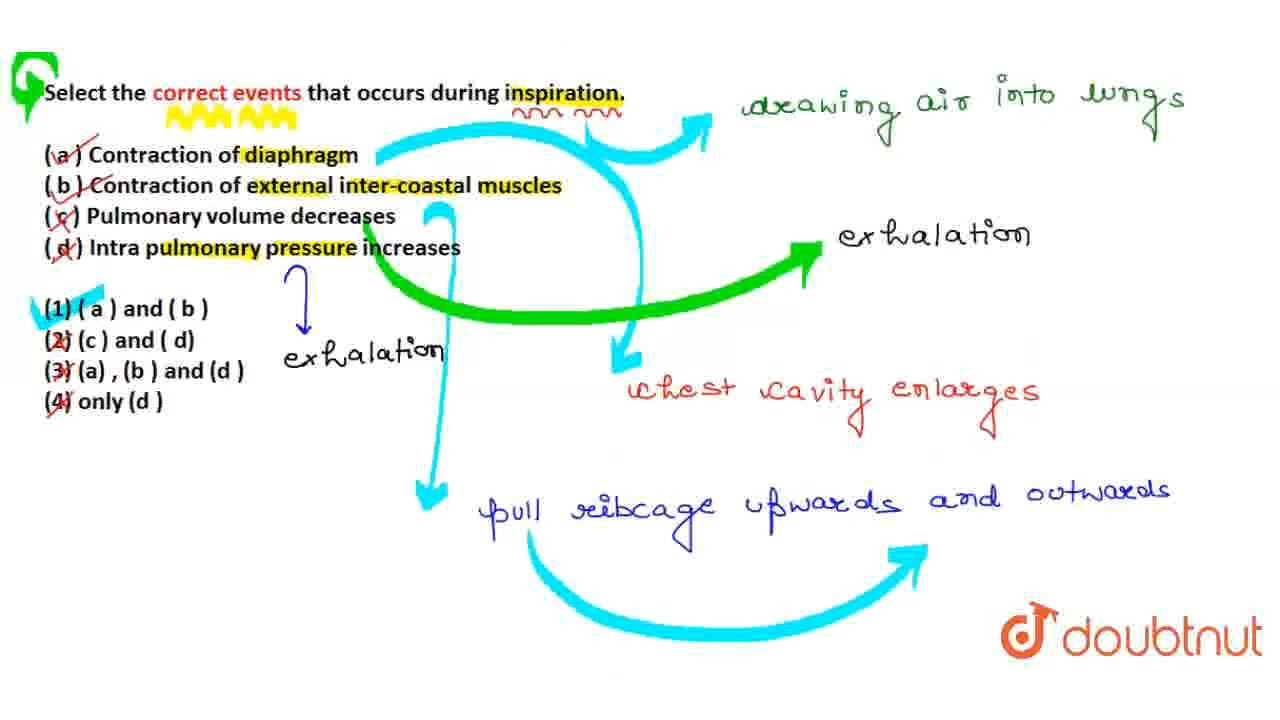 Select the correct events that occurs during inspiration.
drawing air into lungs
( a ) Contraction of diaphragm
( b ) Contraction of external inter-coastal muscles
( c ) Pulmonary volume decreases
exhalation
( d ) Intra pulmonary pressure increases
(1) ( a ) and ( b )
(2) (c ) and ( d)
exhalation
(3) (a) , (b ) and (d )
chest cavity enlarges
(4) only (d )
pull ribcage upwards and outwards
doubtnut